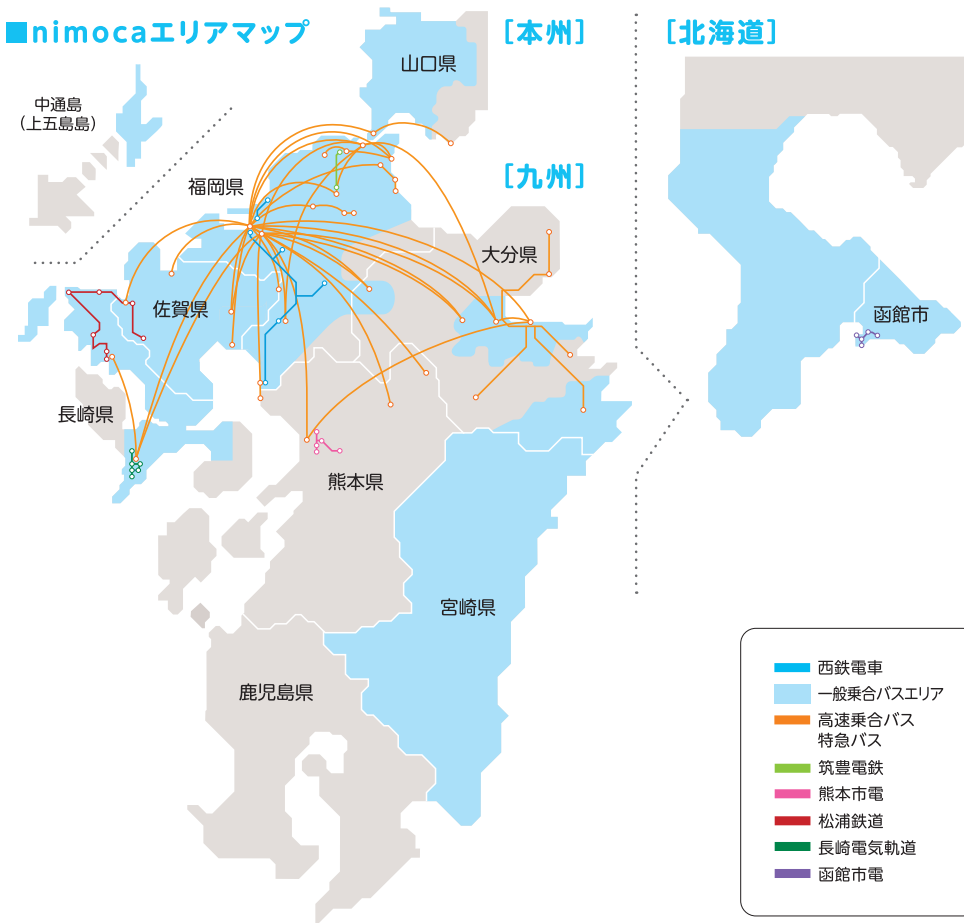 ■nimocaエリアマップ
[本州]
[北海道]
山口県
中通島
(上五島島)
福岡県
[九州]
大分県
佐賀県
函館市
長崎県
熊本県
宮崎県
鹿児島県
西鉄電車
一般乗合バスエリア
高速乗合バス
特急バス
筑豊電鉄
熊本市電
松浦鉄道
長崎電気軌道
函館市電